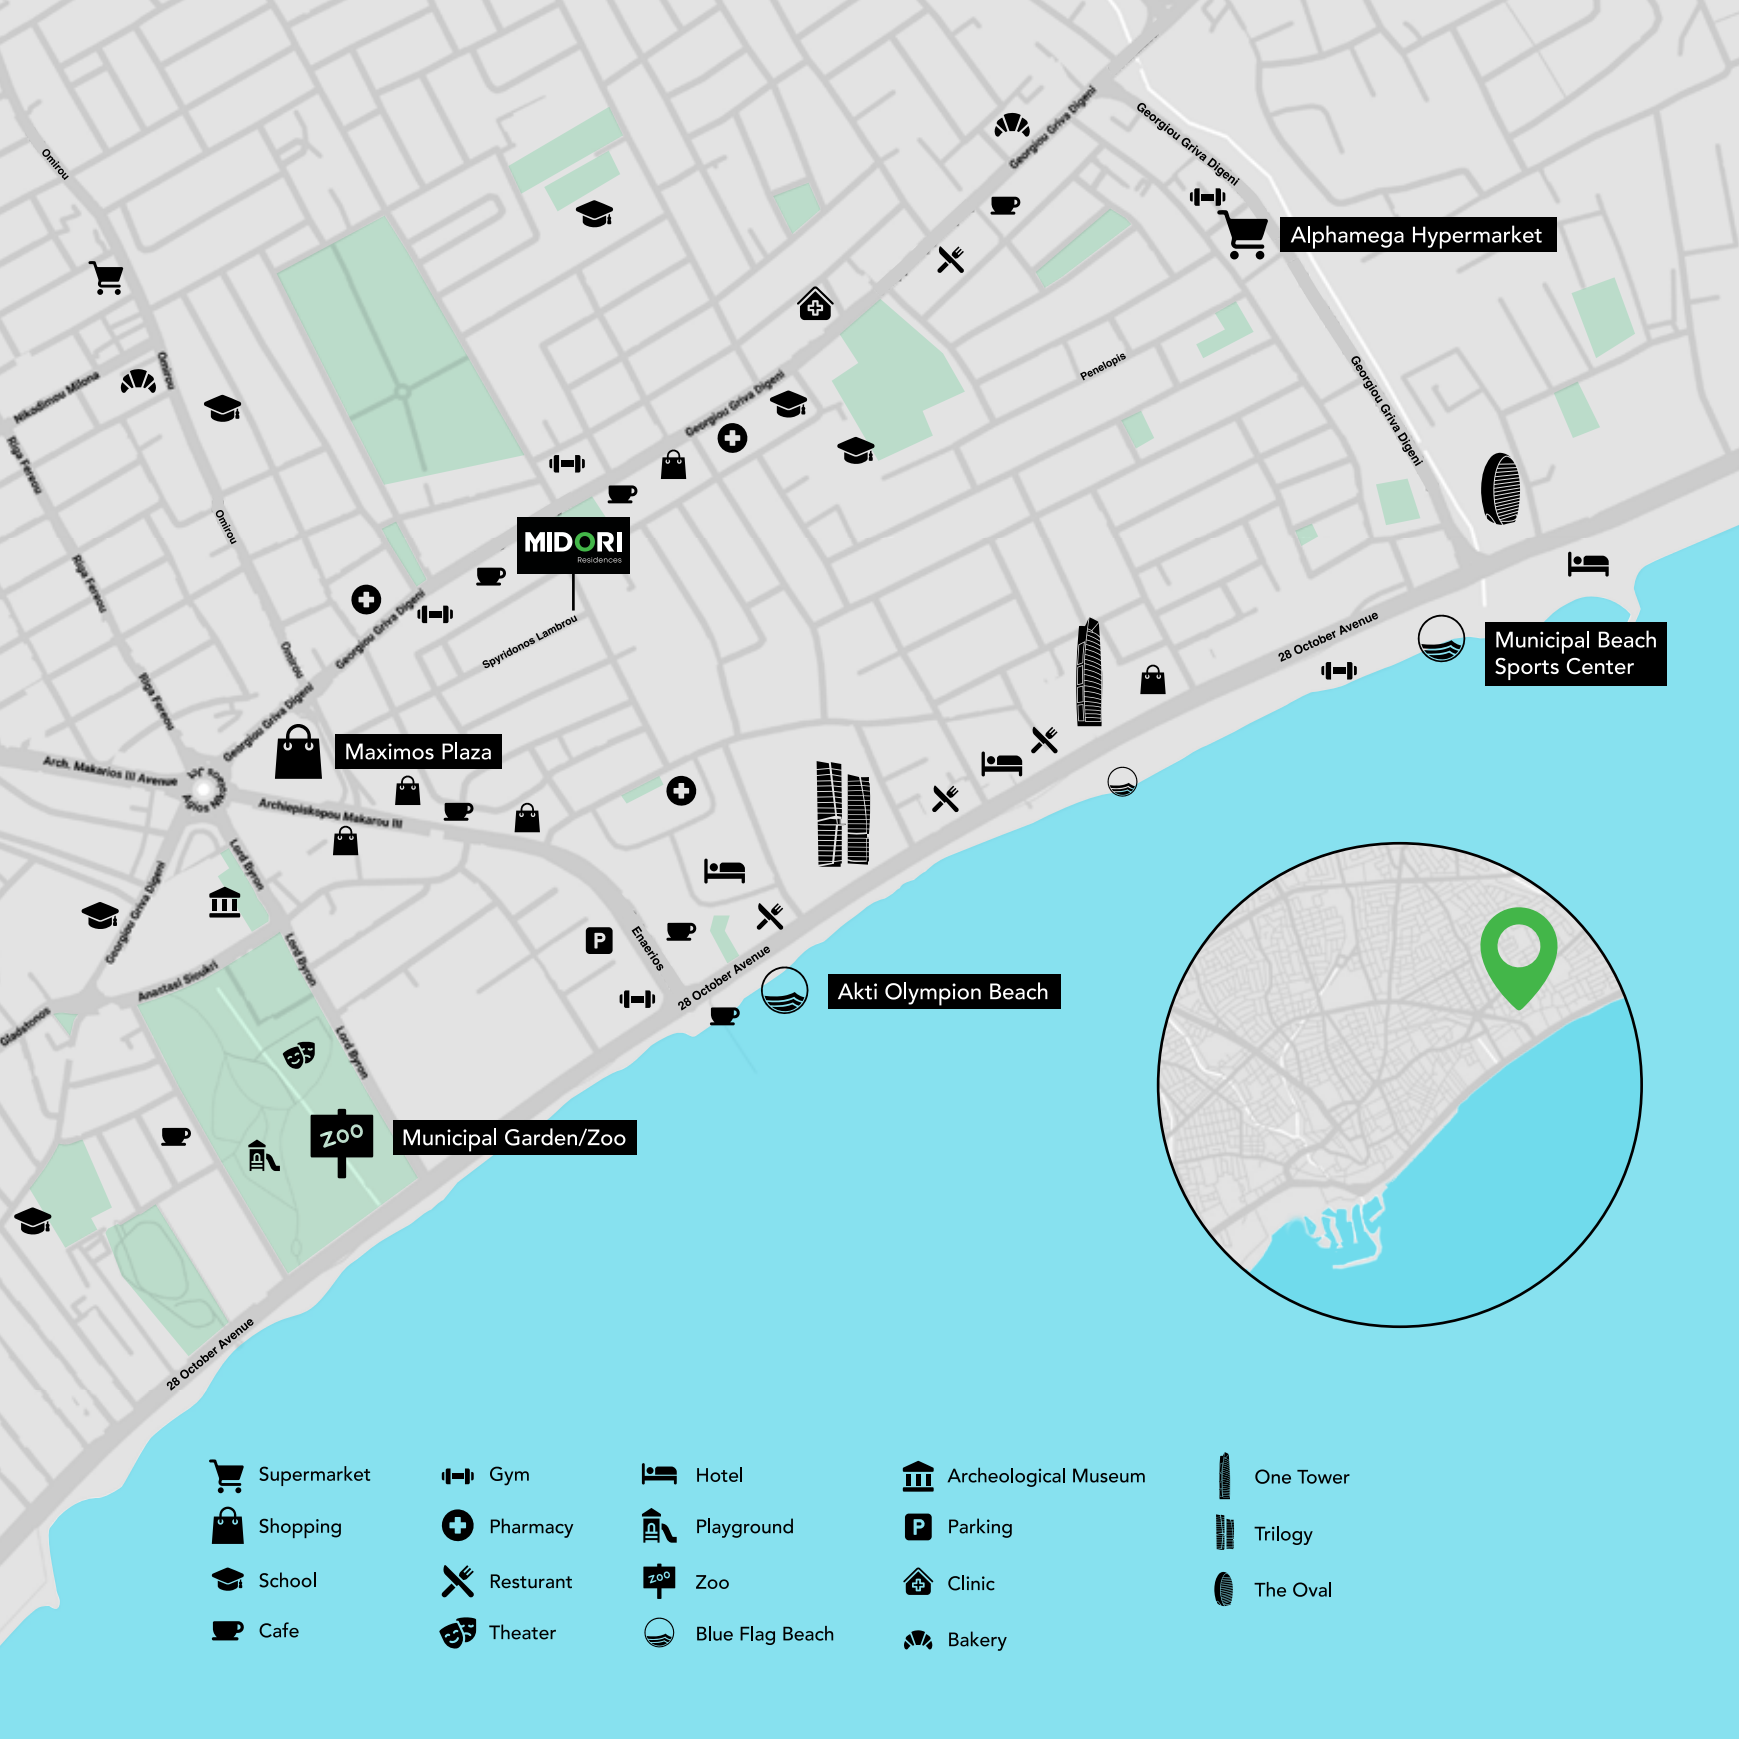 Georgiou Griva Digeni
Georgiou Griva Digeni
Omirou
Alphamega Hypermarket
Omirou
Penelopis
Nikodimou Milona
Georgiou Griva Digeni
Georgiou Griva Digeni
Riga Fereou
Omirou
MIDORI
Residences
Riga Fereou
Georgiou Griva Digeni
Spyridonos Lambrou
28 October Avenue
Municipal Beach
Sports Center
Omirou
Riga Fereou
Georgiou Griva Digeni
Maximos Plaza
Arch. Makarios III Avenue
Agios
Archiepiskopou Makarou III
Lord Byron
Georgiou Griva Digeni
Enaerios
Lord Byron
28 October Avenue
Anastasi Sioukri
Akti Olympion Beach
Gladstonos
Lord Byron
ZOO
Municipal Garden/Zoo
P
28 October Avenue
Supermarket
Shopping
School
Cafe
Gym
Pharmacy
Resturant
Theater
Hotel
Playground
ZOO
Zoo
Blue Flag Beach
Archeological Museum
P
Parking
Clinic
Bakery
One Tower
Trilogy
The Oval